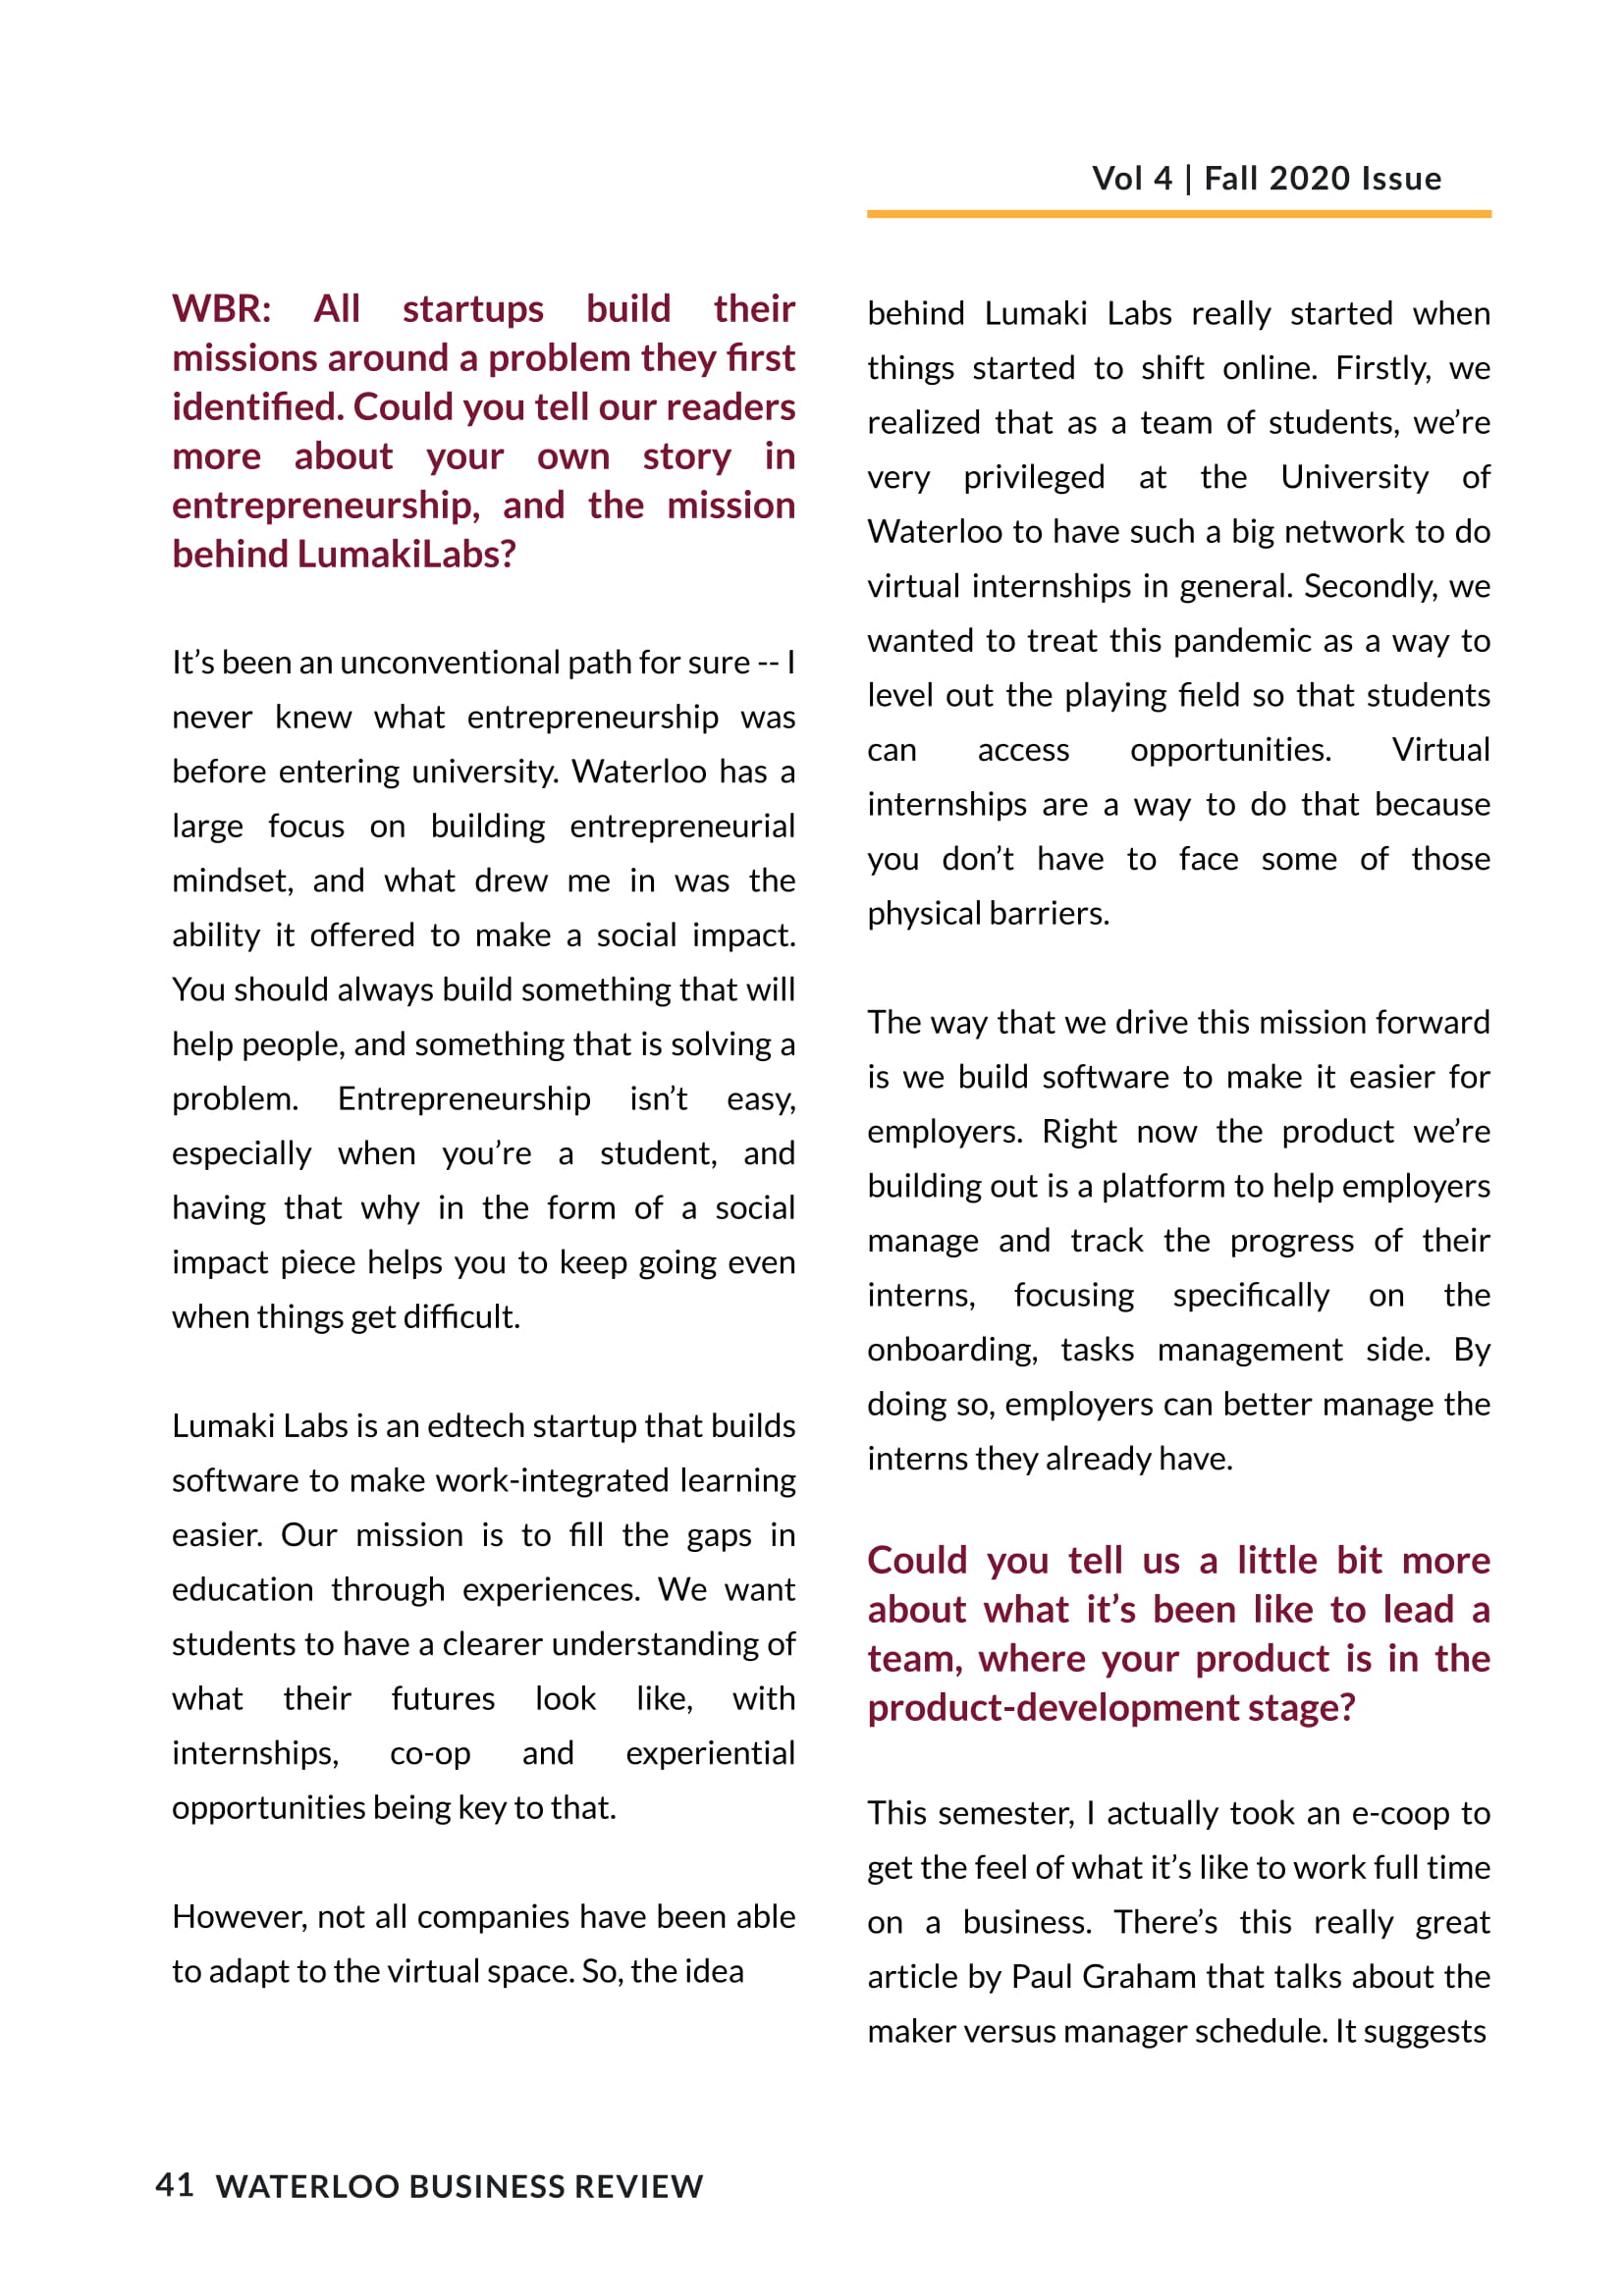 Vol 4 | Fall 2020 Issue
WBR: All startups build their
missions around a problem they first
identified. Could you tell our readers
more about your own story in
entrepreneurship, and the mission
behind LumakiLabs?
It’s been an unconventional path for sure -- I
never knew what entrepreneurship was
before entering university. Waterloo has a
large focus on building entrepreneurial
mindset, and what drew me in was the
ability it offered to make a social impact.
You should always build something that will
help people, and something that is solving a
problem. Entrepreneurship isn’t easy,
especially when you’re a student, and
having that why in the form of a social
impact piece helps you to keep going even
when things get difficult.
Lumaki Labs is an edtech startup that builds
software to make work-integrated learning
easier. Our mission is to fill the gaps in
education through experiences. We want
students to have a clearer understanding of
what their futures look like, with
internships, co-op and experiential
opportunities being key to that.
However, not all companies have been able
to adapt to the virtual space. So, the idea
behind Lumaki Labs really started when
things started to shift online. Firstly, we
realized that as a team of students, we’re
very privileged at the University of
Waterloo to have such a big network to do
virtual internships in general. Secondly, we
wanted to treat this pandemic as a way to
level out the playing field so that students
can access opportunities. Virtual
internships are a way to do that because
you don’t have to face some of those
physical barriers.
The way that we drive this mission forward
is we build software to make it easier for
employers. Right now the product we’re
building out is a platform to help employers
manage and track the progress of their
interns, focusing specifically on the
onboarding, tasks management side. By
doing so, employers can better manage the
interns they already have.
Could you tell us a little bit more
about what it’s been like to lead a
team, where your product is in the
product-development stage?
This semester, I actually took an e-coop to
get the feel of what it’s like to work full time
on a business. There’s this really great
article by Paul Graham that talks about the
maker versus manager schedule. It suggests
41 WATERLOO BUSINESS REVIEW